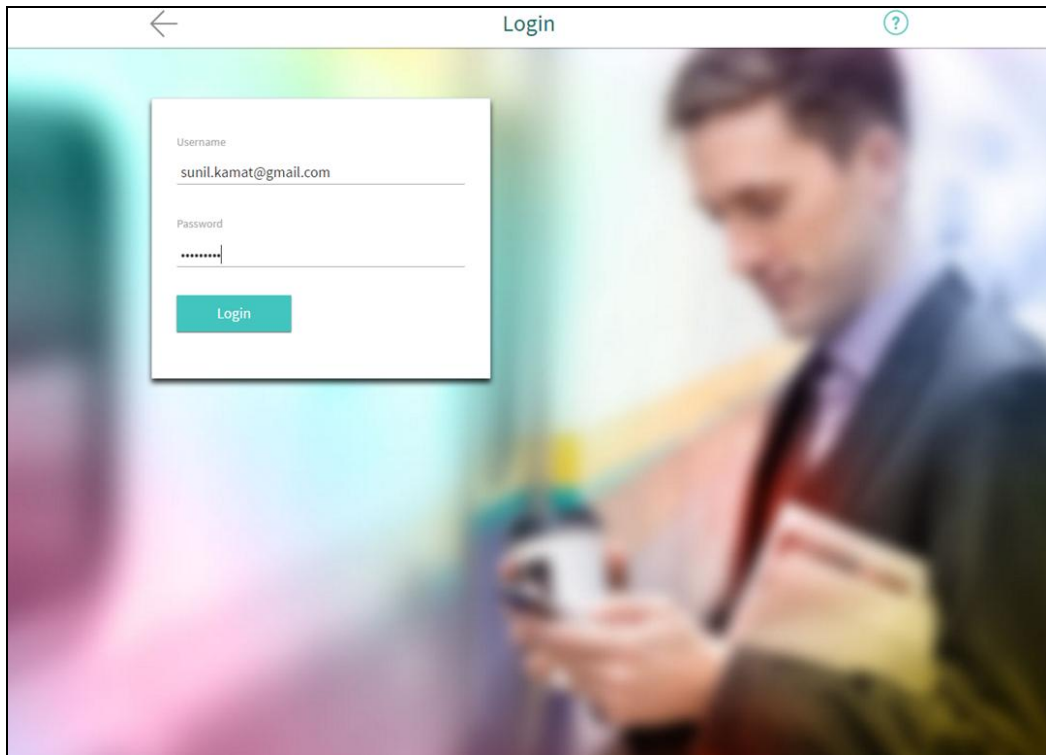 Login
?
Username
sunil.kamat@gmail.com
Password
•••••••••
Login